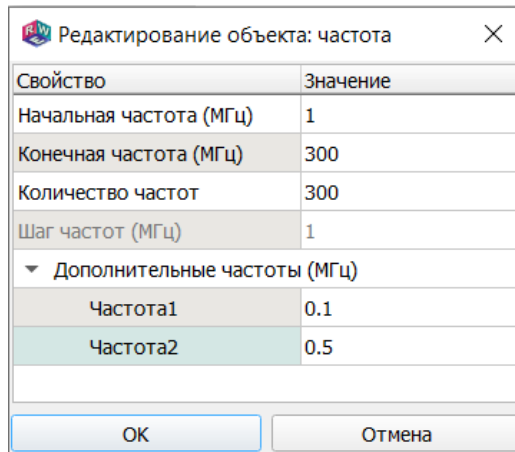 Редактирование объекта: частота
Свойство Значение
Начальная частота (МГц) 1
Конечная частота (МГц) 300
Количество частот 300
Шаг частот (МГц) 1
Дополнительные частоты (МГц)
Частота1 0.1
Частота2 0.5
OK Отмена